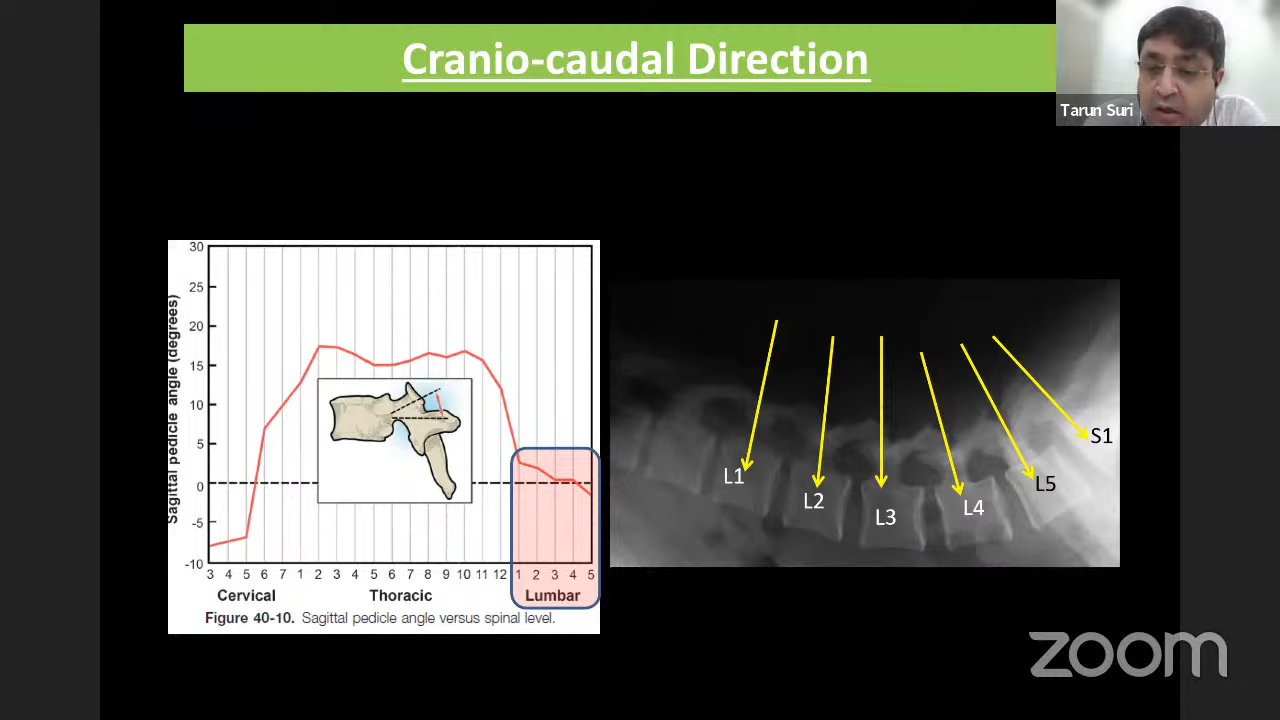 Cranio-caudal Direction
Tarun Suri
30
25
20
15
10
5
0
-5
-10
Sagittal pedicle angle (degrees)
3 4 5 6 7 1 2 3 4 5 6 7 8 9 10 11 12 1 2 3 4 5
Cervical Thoracic Lumbar
Figure 40-10. Sagittal pedicle angle versus spinal level.
L1
L2
L3
L4
L5
S1
zoom